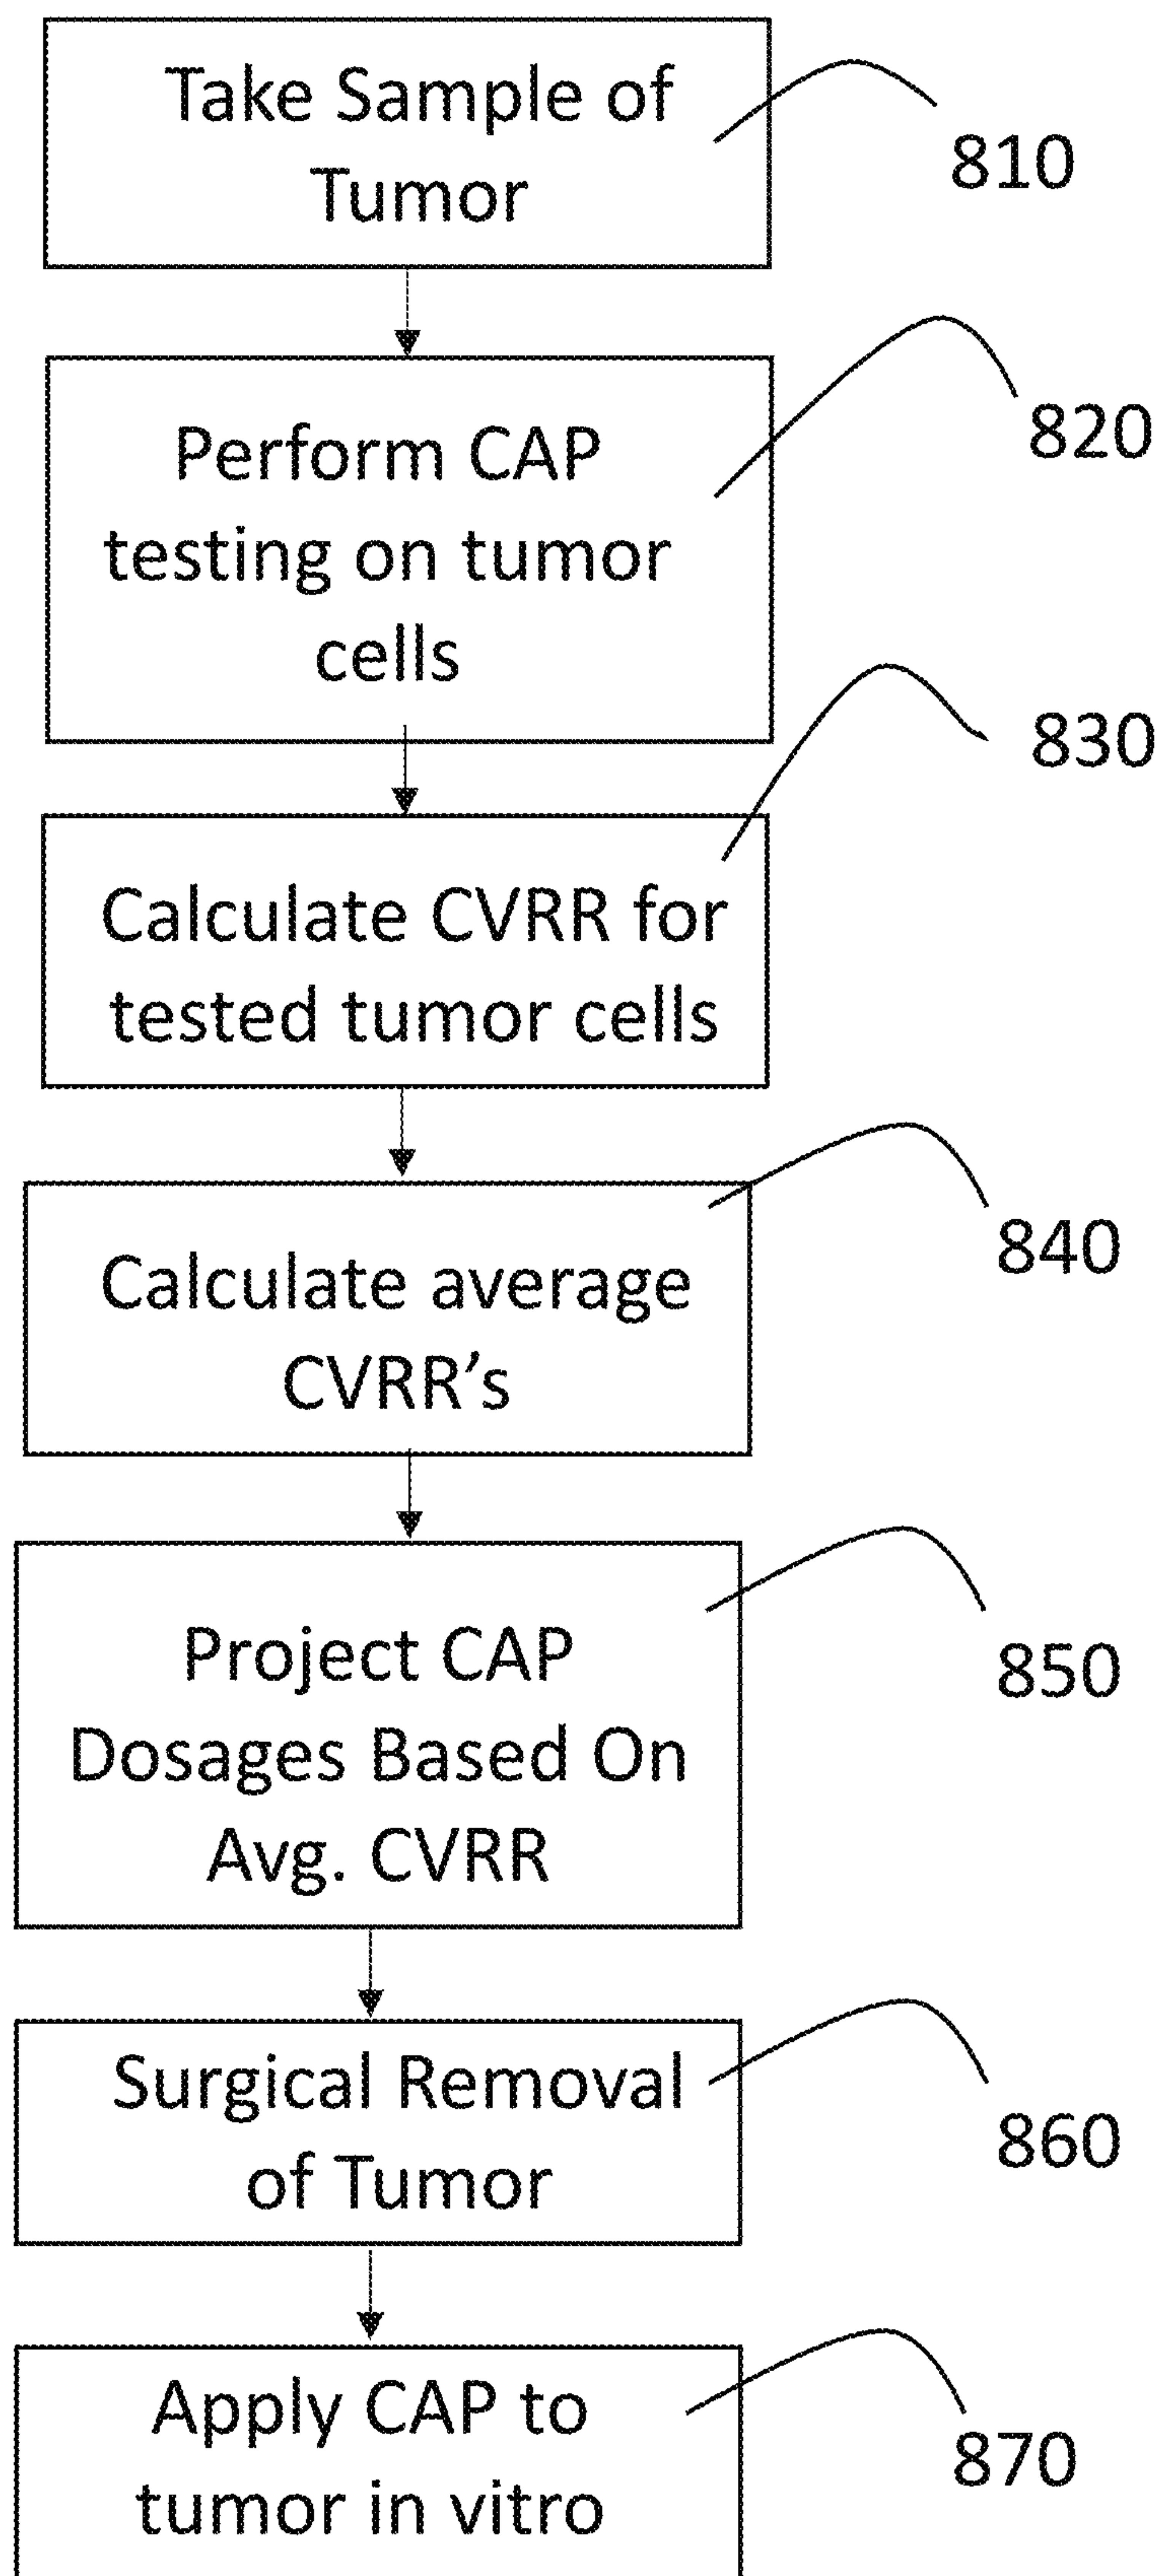 Take Sample of
Tumor
810
Perform CAP
testing on tumor
cells
820
830
Calculate CVRR for
tested tumor cells
Calculate average
CVRR’s
840
Project CAP
Dosages Based On
Avg. CVRR
850
Surgical Removal
of Tumor
860
Apply CAP to
tumor in vitro
870